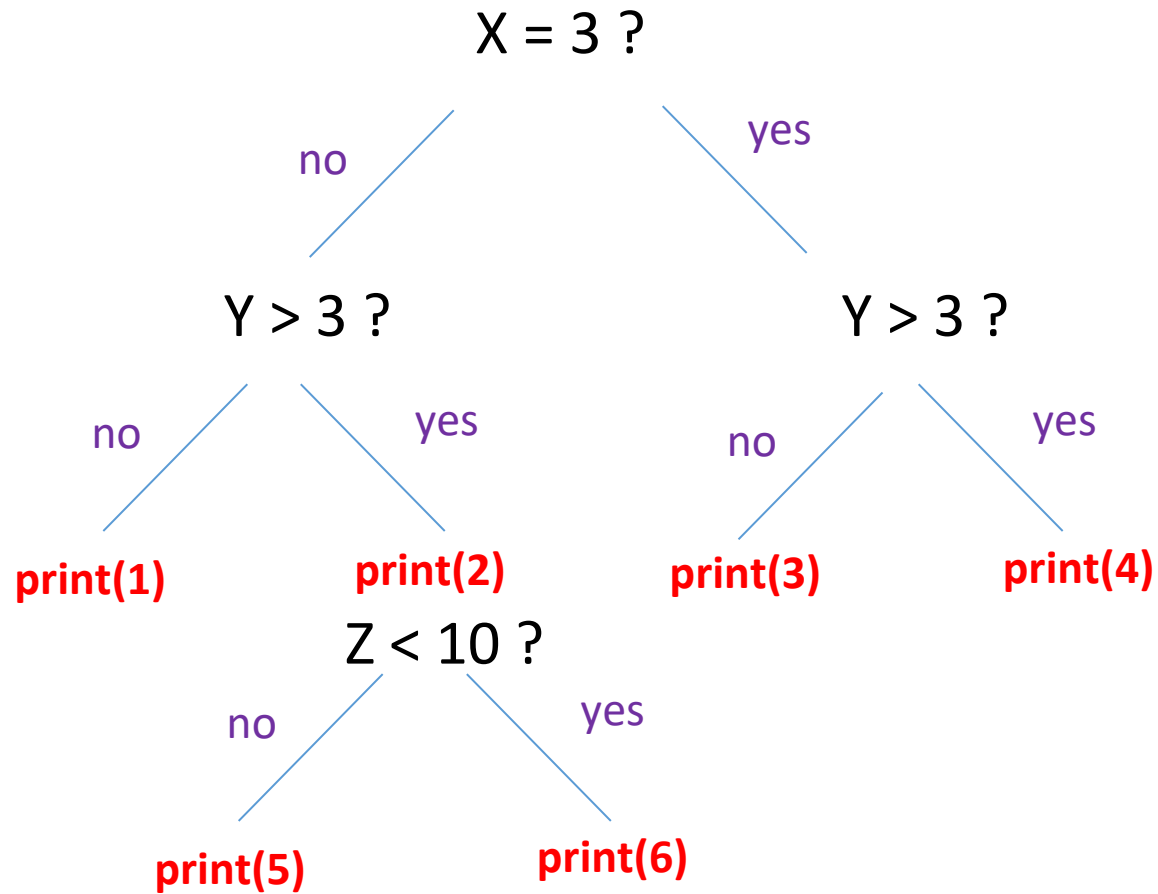 X = 3 ?
no
yes
Y > 3 ?
Y > 3 ?
no
yes
no
yes
print(1)
print(2)
print(3)
print(4)
Z < 10 ?
no
yes
print(5)
print(6)